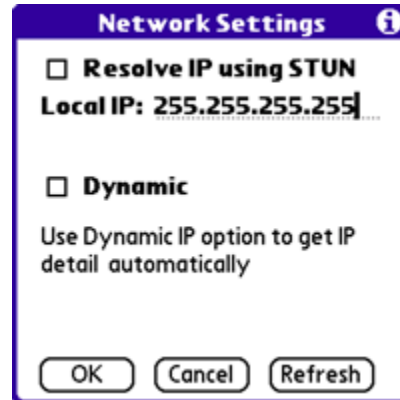 Network Settings
Resolve IP using STUN
Local IP: 255.255.255.255
Dynamic
Use Dynamic IP option to get IP
detail automatically
OK Cancel Refresh